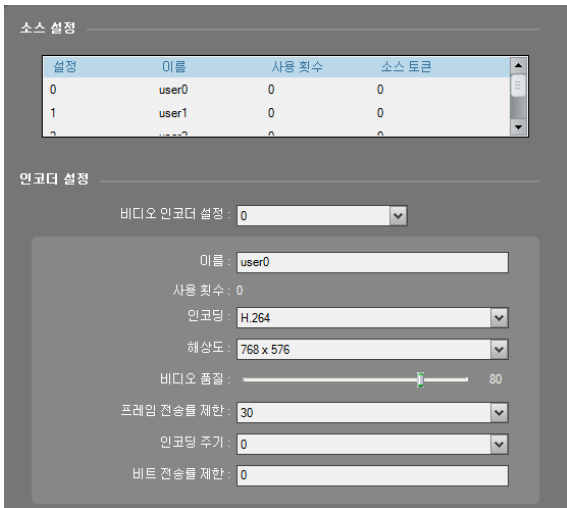 소스 설정
설정 이름 사용 횟수 소스 토큰
0 user0 0 0
1 user1 0 0
인코더 설정
비디오 인코더 설정 : 0
이름 : user0
사용 횟수 : 0
인코딩 : H.264
해상도 : 768 x 576
비디오 품질 : 80
프레임 전송률 제한 : 30
인코딩 주기 : 0
비트 전송률 제한 : 0